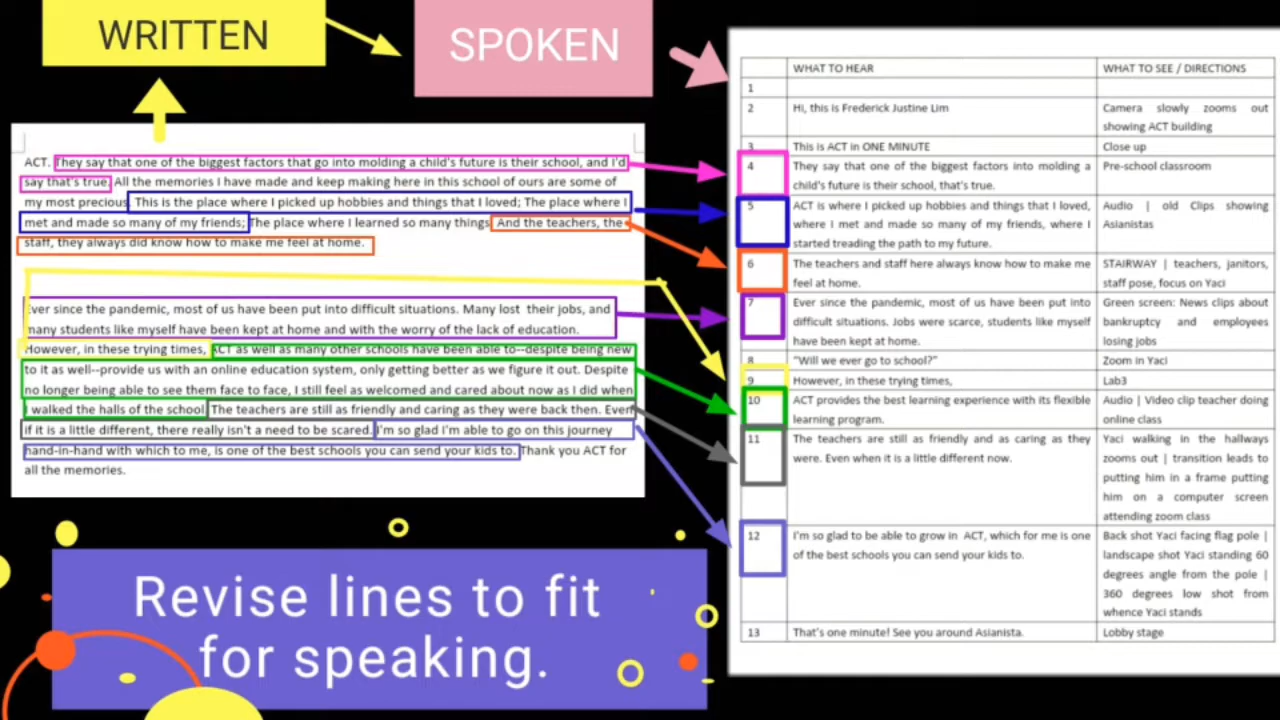 WRITTEN
SPOKEN
ACT. They say that one of the biggest factors that go into molding a child's future is their school, and I'd
say that's true. All the memories I have made and keep making here in this school of ours are some of
my most precious. This is the place where I picked up hobbies and things that I loved; The place where I
met and made so many of my friends; The place where I learned so many things. And the teachers, the
staff, they always did know how to make me feel at home.
Ever since the pandemic, most of us have been put into difficult situations. Many lost their jobs, and
many students like myself have been kept at home and with the worry of the lack of education.
However, in these trying times, ACT as well as many other schools have been able to--despite being new
to it as well--provide us with an online education system, only getting better as we figure it out. Despite
no longer being able to see them face to face, I still feel as welcomed and cared about now as I did when
I walked the halls of the school. The teachers are still as friendly and caring as they were back then. Even
if it is a little different, there really isn't a need to be scared. I'm so glad I'm able to go on this journey
hand-in-hand with which to me, is one of the best schools you can send your kids to. Thank you ACT for
all the memories.
Revise lines to fit
for speaking.
WHAT TO HEAR WHAT TO SEE / DIRECTIONS
1
2 Hi, this is Frederick Justine Lim Camera slowly zooms out
showing ACT building
3 This is ACT in ONE MINUTE Close up
4 They say that one of the biggest factors into molding a Pre-school classroom
child's future is their school, that's true.
5 ACT is where I picked up hobbies and things that I loved, Audio | old Clips showing
where I met and made so many of my friends, where I Asianistas
started treading the path to my future.
6 The teachers and staff here always know how to make me STAIRWAY | teachers, janitors,
feel at home. staff pose, focus on Yaci
7 Ever since the pandemic, most of us have been put into Green screen: News clips about
difficult situations. Jobs were scarce, students like myself bankruptcy and employees
have been kept at home. losing jobs
8 "Will we ever go to school?" Zoom in Yaci
9 However, in these trying times, Lab3
10 ACT provides the best learning experience with its flexible Audio | Video clip teacher doing
learning program. online class
11 The teachers are still as friendly and as caring as they Yaci walking in the hallways
were. Even when it is a little different now. zooms out | transition leads to
putting him in a frame putting
him on a computer screen
attending zoom class
12 I'm so glad to be able to grow in ACT, which for me is one Back shot Yaci facing flag pole |
of the best schools you can send your kids to. landscape shot Yaci standing 60
degrees angle from the pole |
360 degrees low shot from
whence Yaci stands
13 That's one minute! See you around Asianista. Lobby stage